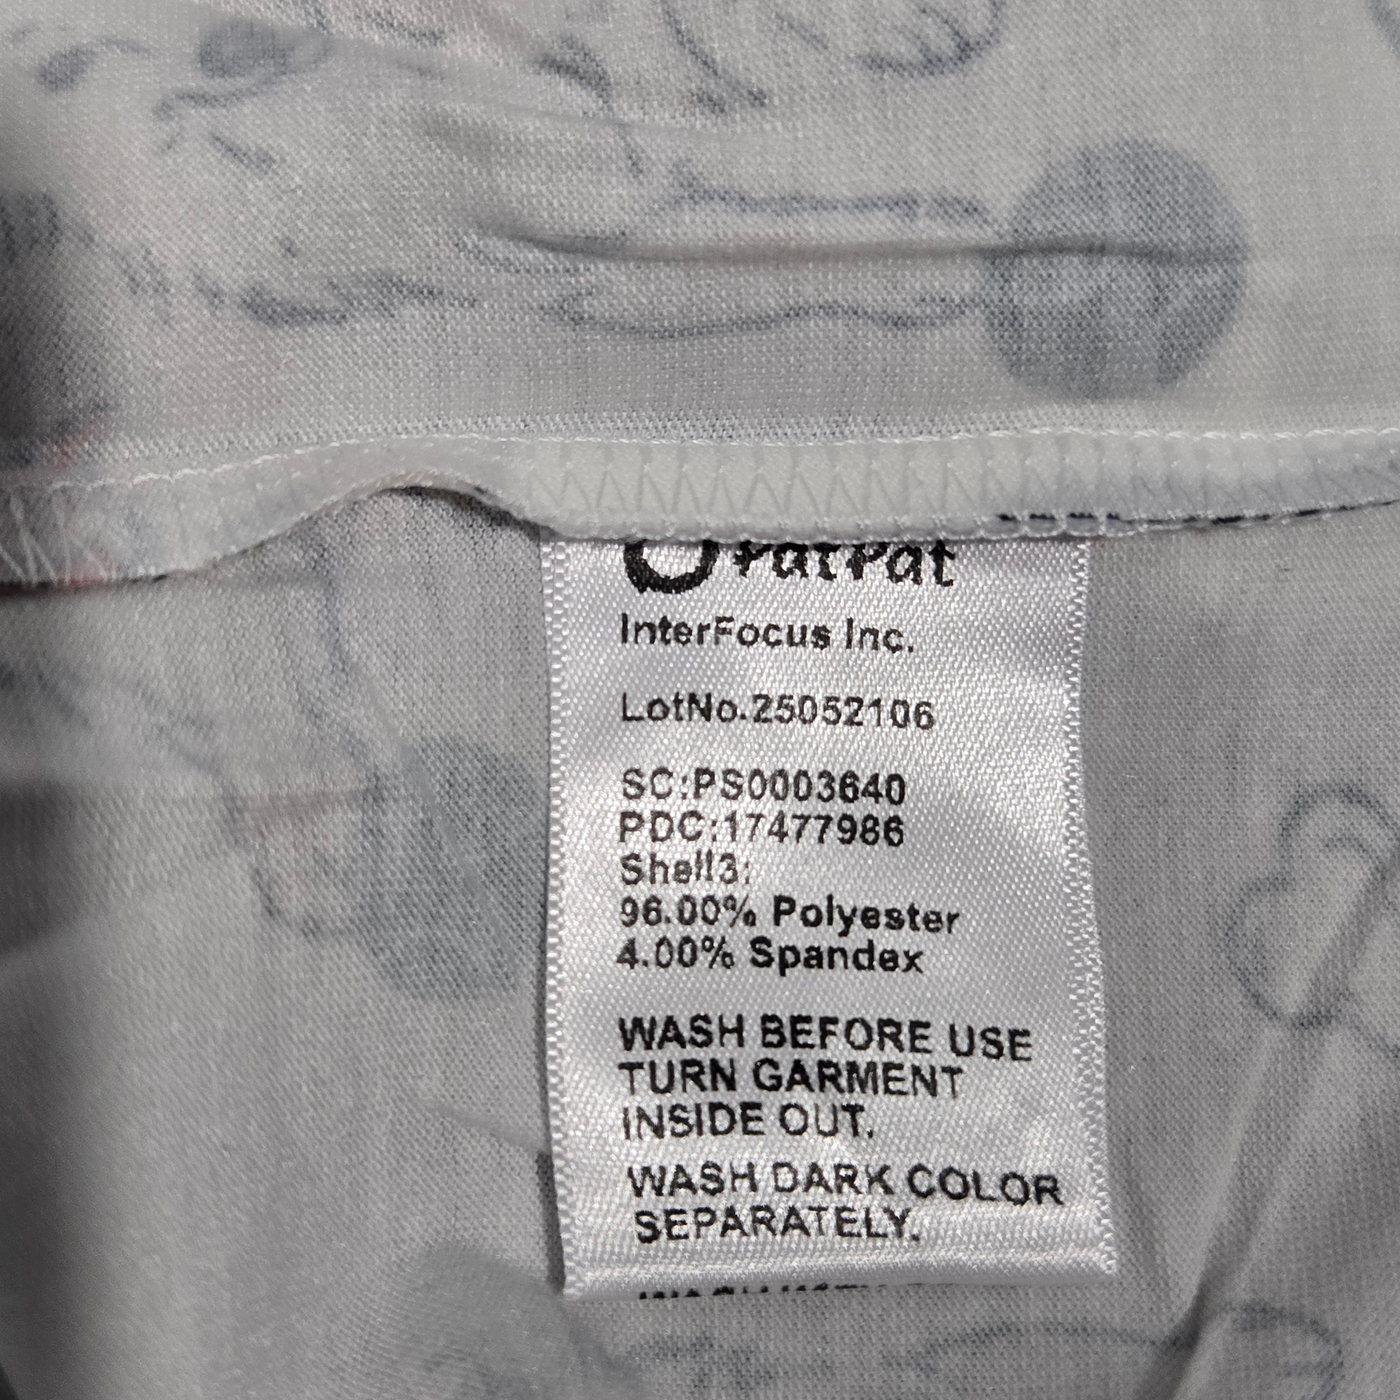 PatPat
InterFocus Inc.
LotNo.25052106
SC:PS0003640
PDC:17477986
Shell3:
96.00% Polyester
4.00% Spandex
WASH BEFORE USE
TURN GARMENT
INSIDE OUT.
WASH DARK COLOR
SEPARATELY.